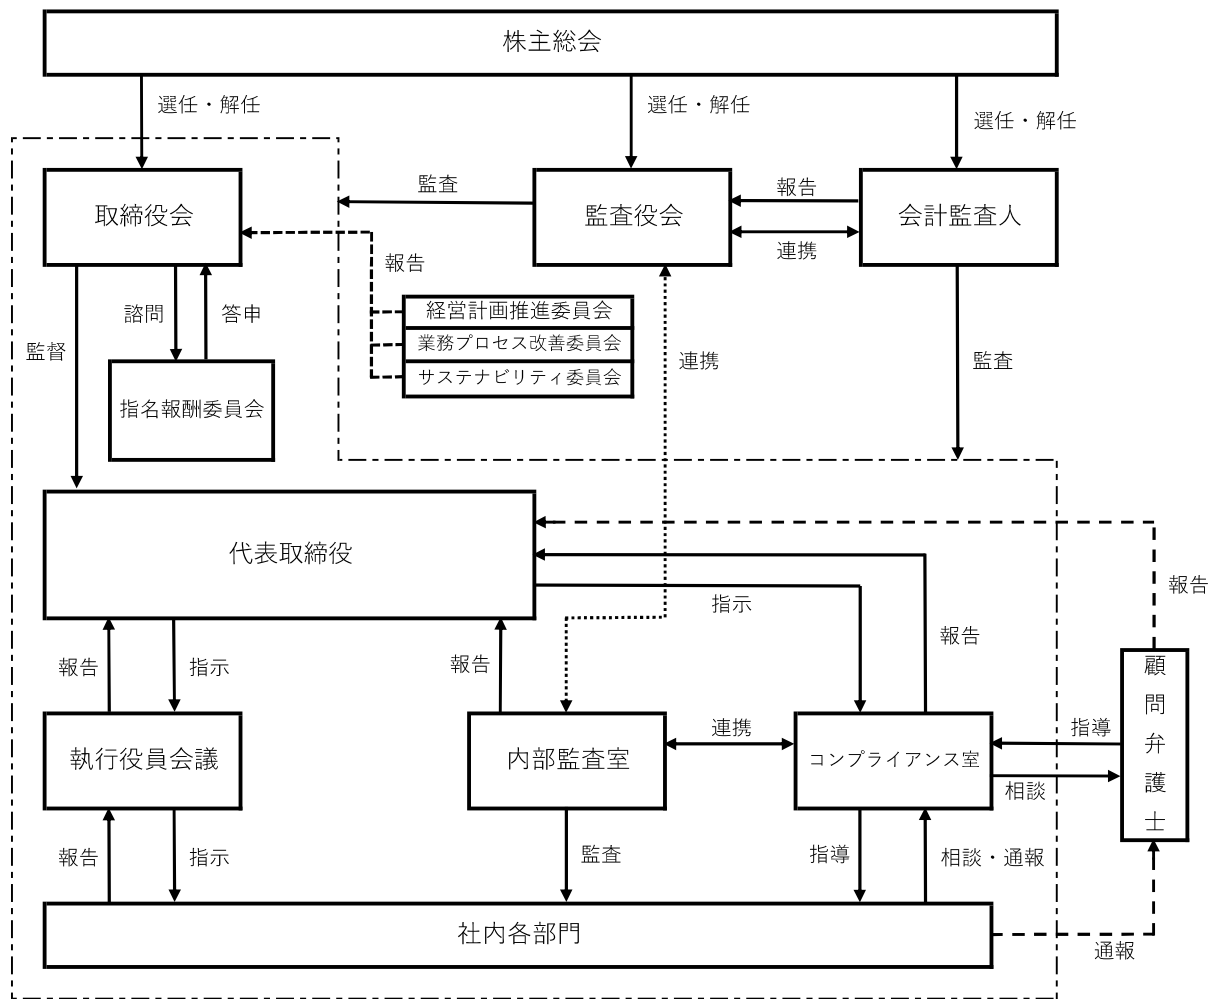 株主総会
選任・解任
選任・解任
選任・解任
取締役会
監査
監査役会
報告
連携
会計監査人
報告
諮問
答申
監督
経営計画推進委員会
業務プロセス改善委員会
サステナビリティ委員会
連携
監査
指名報酬委員会
代表取締役
指示
報告
報告
報告
指示
報告
執行役員会議
内部監査室
連携
コンプライアンス室
指導
相談
顧問弁護士
報告
指示
監査
指導
相談・通報
社内各部門
通報